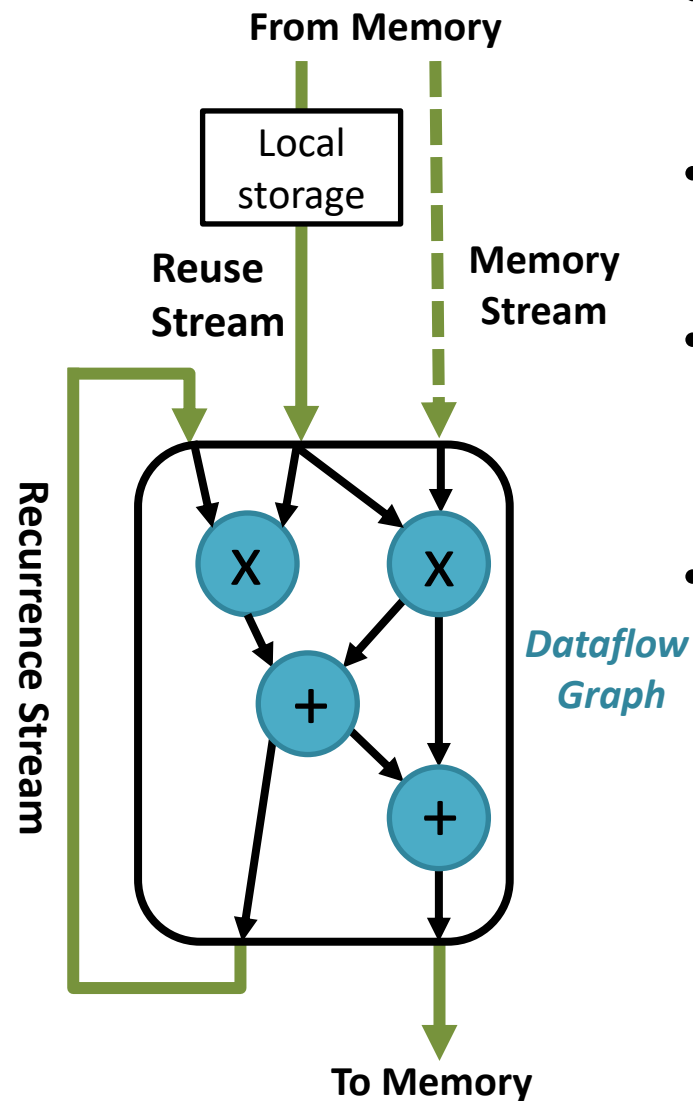 From Memory
Local
storage
Reuse
Stream
Memory
Stream
Recurrence Stream
x
x
+
+
Dataflow
Graph
To Memory